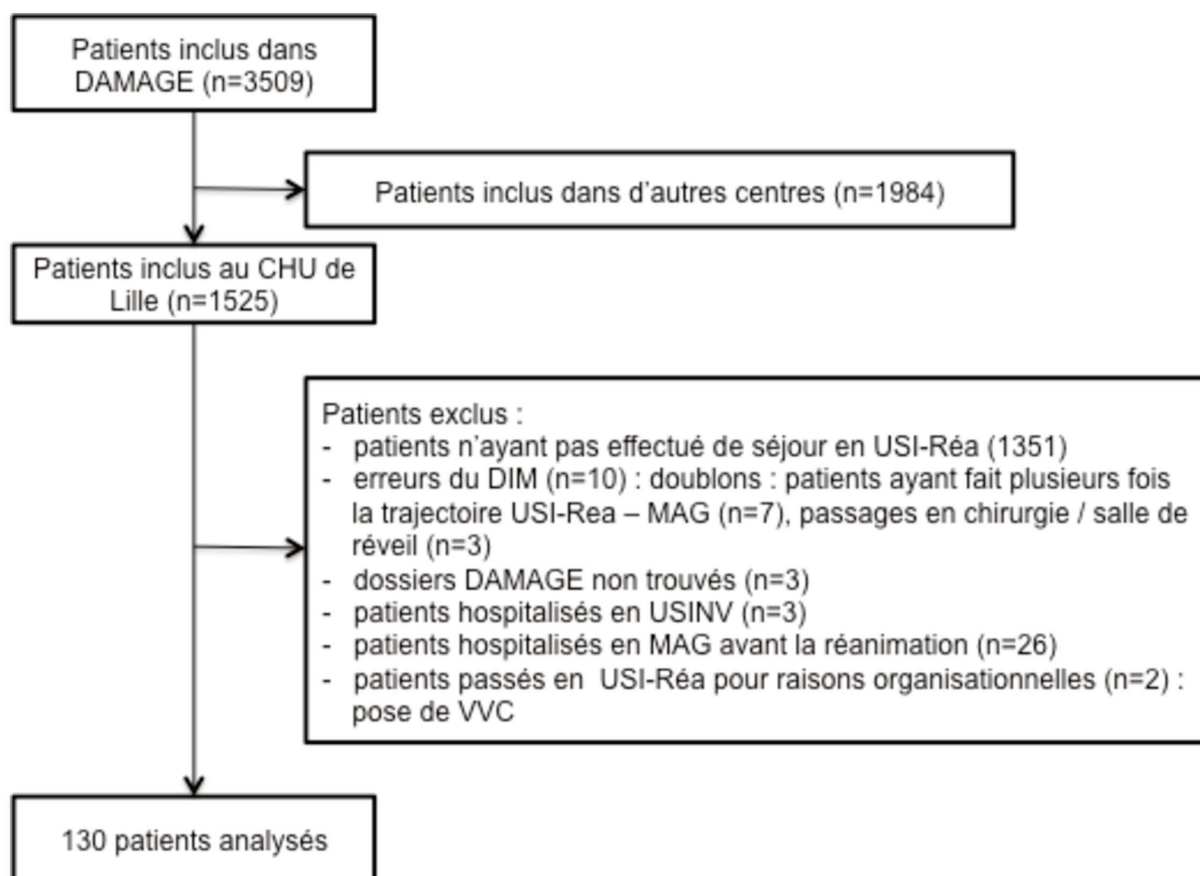 Patients inclus dans
DAMAGE (n=3509)
Patients inclus dans d'autres centres (n=1984)
Patients inclus au CHU de
Lille (n=1525)
Patients exclus :
- patients n'ayant pas effectué de séjour en USI-Réa (1351)
- erreurs du DIM (n=10) : doublons : patients ayant fait plusieurs fois
la trajectoire USI-Rea – MAG (n=7), passages en chirurgie / salle de
réveil (n=3)
- dossiers DAMAGE non trouvés (n=3)
- patients hospitalisés en USINV (n=3)
- patients hospitalisés en MAG avant la réanimation (n=26)
- patients passés en USI-Réa pour raisons organisationnelles (n=2) :
pose de VVC
130 patients analysés